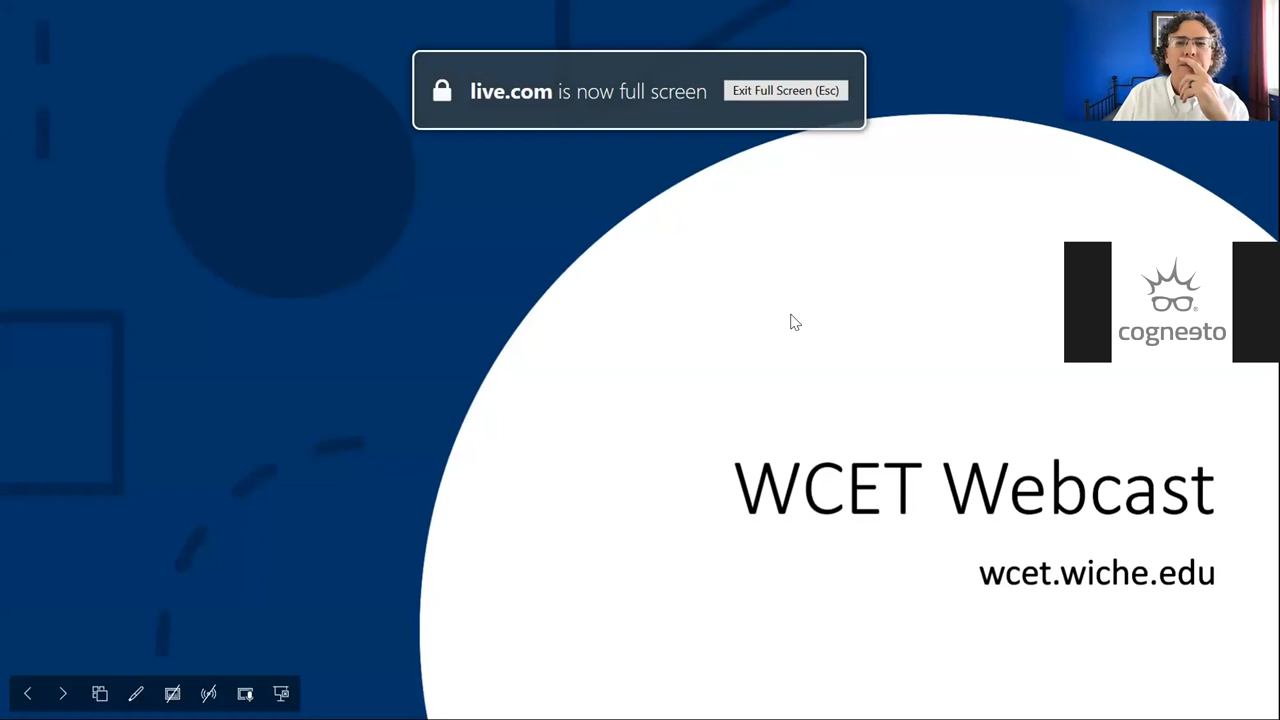 live.com is now full screen
Exit Full Screen (Esc)
cogneeto
WCET Webcast
wcet.wiche.edu